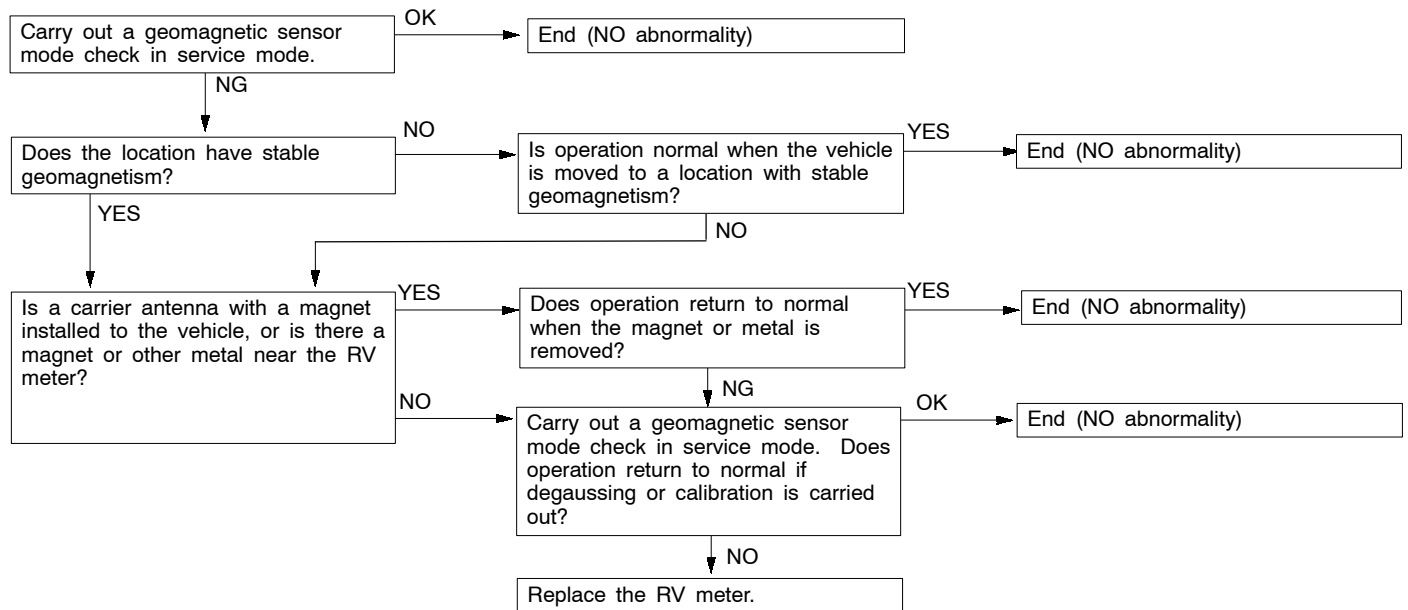 Carry out a geomagnetic sensor
mode check in service mode.
OK
End (NO abnormality)
NG
Does the location have stable
geomagnetism?
NO
Is operation normal when the vehicle
is moved to a location with stable
geomagnetism?
YES
End (NO abnormality)
YES
NO
Is a carrier antenna with a magnet
installed to the vehicle, or is there a
magnet or other metal near the RV
meter?
YES
Does operation return to normal
when the magnet or metal is
removed?
YES
End (NO abnormality)
NG
NO
Carry out a geomagnetic sensor
mode check in service mode. Does
operation return to normal if
degaussing or calibration is carried
out?
OK
End (NO abnormality)
NO
Replace the RV meter.